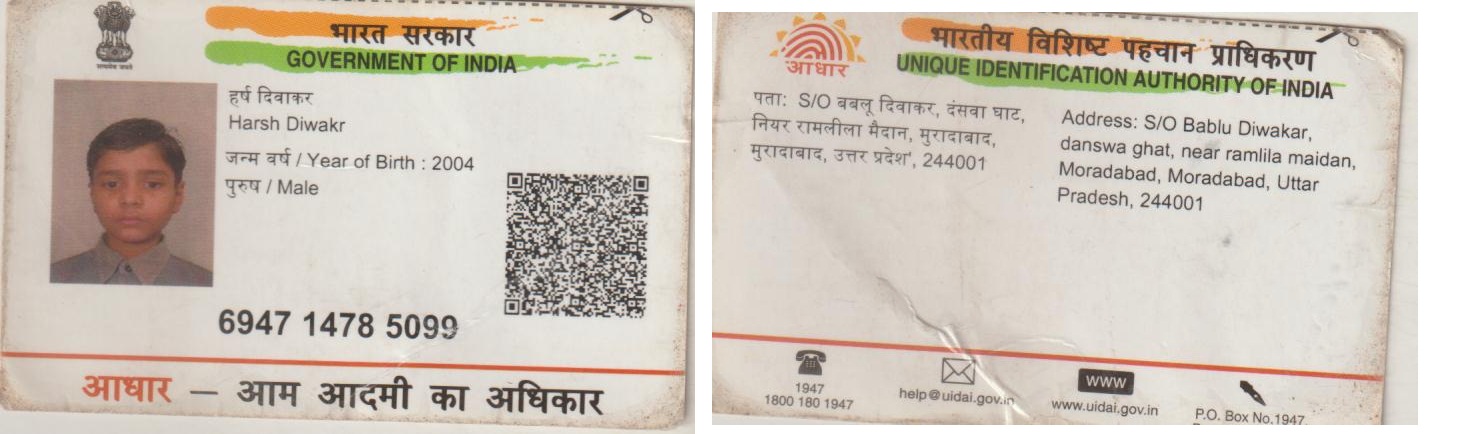 भारत सरकार
GOVERNMENT OF INDIA
हर्ष दिवाकर
Harsh Diwakr
जन्म वर्ष / Year of Birth : 2004
पुरुष / Male
6947 1478 5099
आधार – आम आदमी का अधिकार
भारतीय विशिष्ट पहचान प्राधिकरण
UNIQUE IDENTIFICATION AUTHORITY OF INDIA
आधार
पता: S/O बबलू दिवाकर, दंसवा घाट,
नियर रामलीला मैदान, मुरादाबाद,
मुरादाबाद, उत्तर प्रदेश', 244001
Address: S/O Bablu Diwakar,
danswa ghat, near ramlila maidan,
Moradabad, Moradabad, Uttar
Pradesh, 244001
1947
1800 180 1947
help@uidai.gov.in
www
www.uidai.gov.in
P.O. Box No.1947,